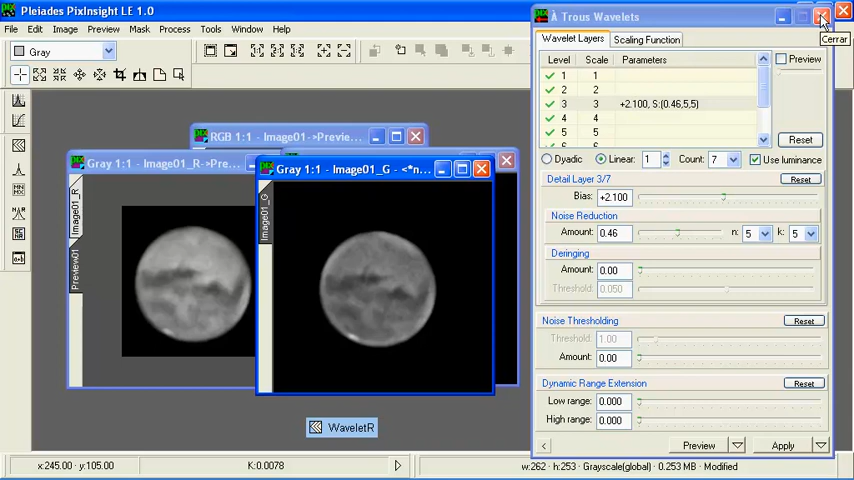 Pleiades PixInsight LE 1.0
File Edit Image Preview Mask Process Tools Window Help
Gray
RGB 1:1 - Image01->Previe...
Gray 1:1 - Image01_R->Pre...
Image01_R
Preview01
Gray 1:1 - Image01_G - <*n...
Image01_G
WaveletR
À Trous Wavelets
Cerrar
Wavelet Layers Scaling Function
Level Scale Parameters
Preview
1 1
2 2
3 3 +2.100, S:(0.46,5,5)
4 4
5 5
Reset
Dyadic Linear: 1 Count: 7 Use luminance
Detail Layer 3/7 Reset
Bias: +2.100
Noise Reduction
Amount: 0.46 n: 5 k: 5
Deringing
Amount: 0.00
Threshold: 0.050
Noise Thresholding Reset
Threshold: 1.00
Amount: 0.00
Dynamic Range Extension Reset
Low range: 0.000
High range: 0.000
Preview Apply
x:245.00 y:105.00 K:0.0078 w:262 · h:253 · Grayscale(global) · 0.253 MB · Modified